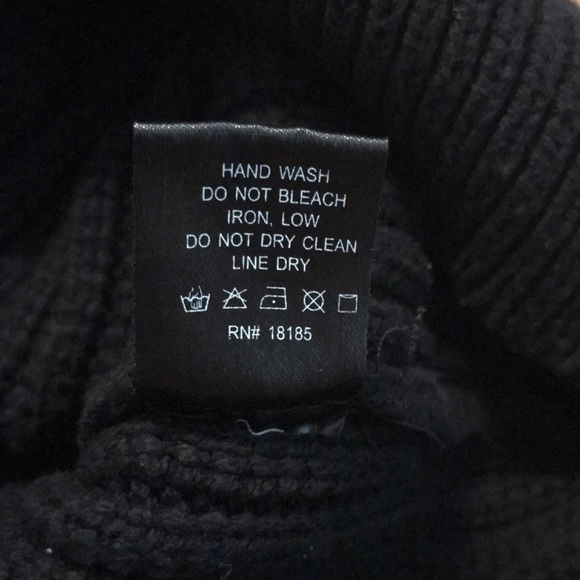 HAND WASH
DO NOT BLEACH
IRON, LOW
DO NOT DRY CLEAN
LINE DRY
RN# 18185